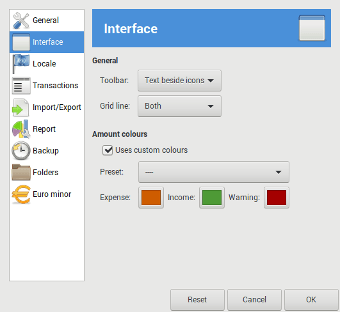 General
Interface
Locale
Transactions
Import/Export
Report
Backup
Folders
Euro minor
Interface
General
Toolbar: Text beside icons
Grid line: Both
Amount colours
Uses custom colours
Preset: —
Expense: Income: Warning:
Reset Cancel OK